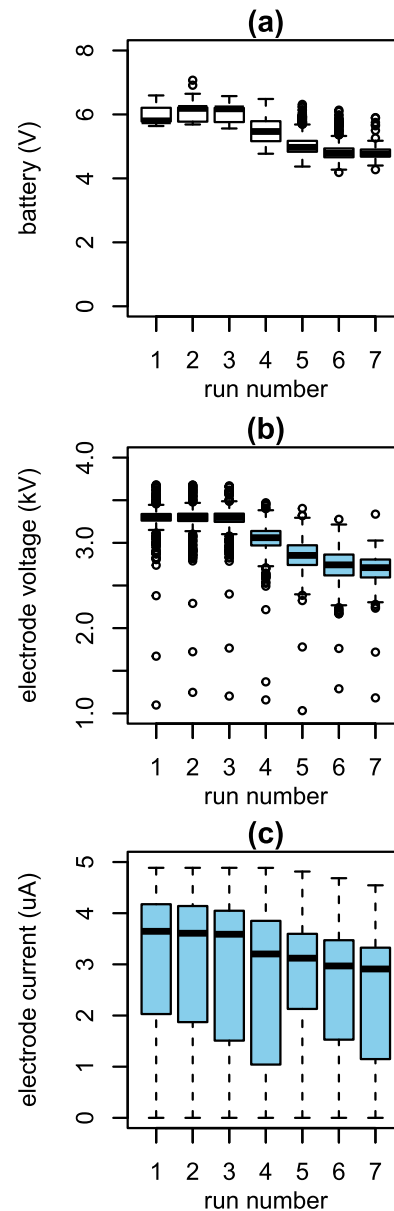 (a)
battery (V)
8
6
4
2
0
1 2 3 4 5 6 7
run number
(b)
electrode voltage (kV)
4.0
3.0
2.0
1.0
1 2 3 4 5 6 7
run number
(c)
electrode current (uA)
5
4
3
2
1
0
1 2 3 4 5 6 7
run number